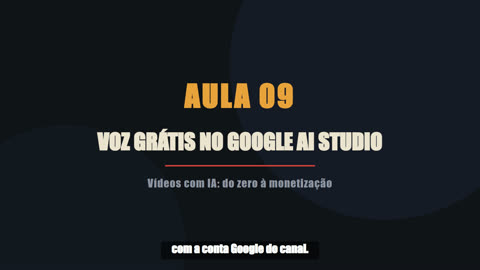 AULA 09
VOZ GRÁTIS NO GOOGLE AI STUDIO
Vídeos com IA: do zero à monetização
com a conta Google do canal.